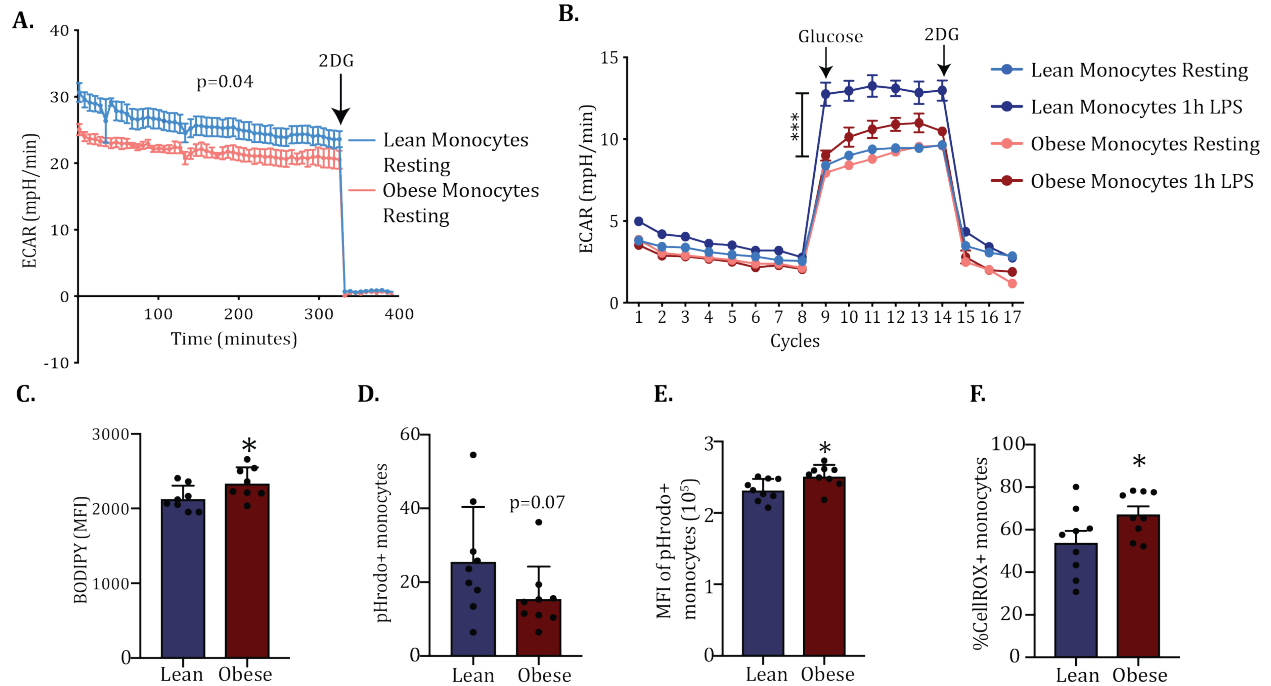 A.
40
30
20
10
0
-10
ECAR (mpH/min)
p=0.04
2DG
100
200
300
400
Time (minutes)
Lean Monocytes
Resting
Obese Monocytes
Resting
B.
15
10
5
0
ECAR (mpH/min)
Glucose
2DG
***
1 2 3 4 5 6 7 8 9 10 11 12 13 14 15 16 17
Cycles
Lean Monocytes Resting
Lean Monocytes 1h LPS
Obese Monocytes Resting
Obese Monocytes 1h LPS
C.
3000
2000
1000
0
BODIPY (MFI)
*
Lean Obese
D.
60
40
20
0
pHrodo+ monocytes
p=0.07
Lean Obese
E.
3
2
1
0
MFI of pHrodo+
monocytes (10⁵)
*
Lean Obese
F.
100
80
60
40
20
0
%CellROX+ monocytes
*
Lean Obese